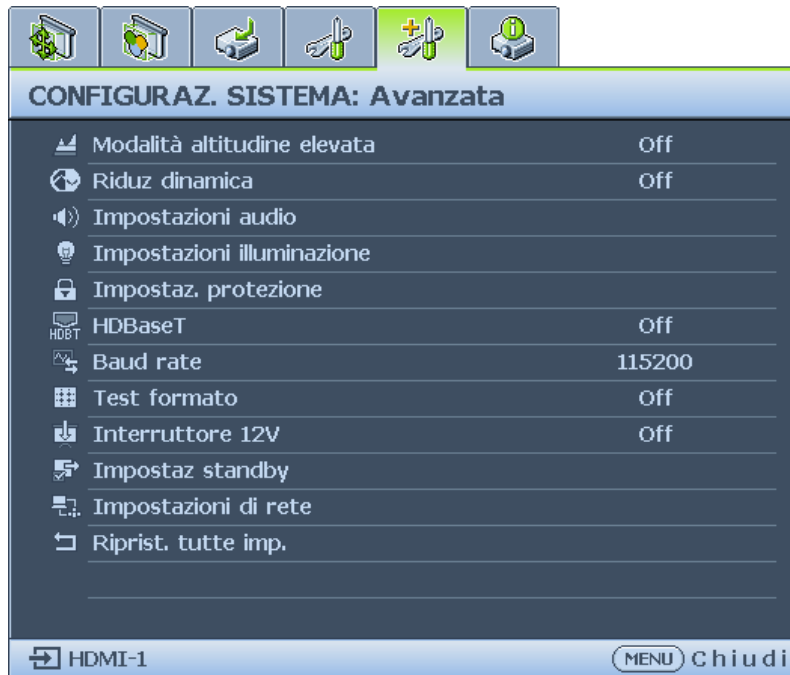 CONFIGURAZ. SISTEMA: Avanzata
Modalità altitudine elevata Off
Riduz dinamica Off
Impostazioni audio
Impostazioni illuminazione
Impostaz. protezione
HDBT HDBaseT Off
Baud rate 115200
Test formato Off
Interruttore 12V Off
Impostaz standby
Impostazioni di rete
Riprist. tutte imp.
HDMI-1 MENU Chiudi